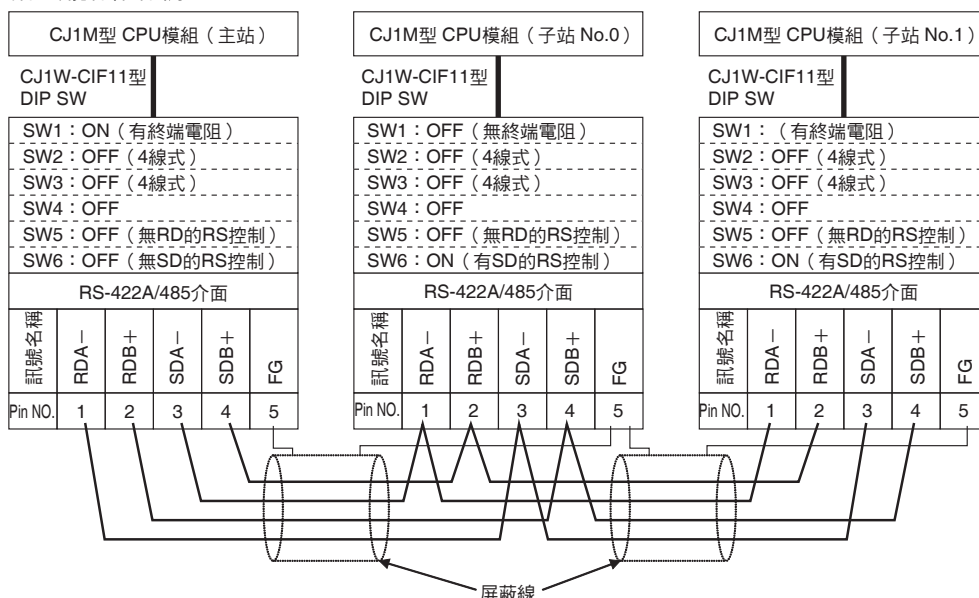 CJ1M型 CPU模組（主站）
CJ1W-CIF11型
DIP SW
SW1：ON（有終端電阻）
SW2：OFF（4線式）
SW3：OFF（4線式）
SW4：OFF
SW5：OFF（無RD的RS控制）
SW6：OFF（無SD的RS控制）
RS-422A/485介面
訊號名稱 RDA－ RDB＋ SDA－ SDB＋ FG
Pin NO. 1 2 3 4 5
CJ1M型 CPU模組（子站 No.0）
CJ1W-CIF11型
DIP SW
SW1：OFF（無終端電阻）
SW2：OFF（4線式）
SW3：OFF（4線式）
SW4：OFF
SW5：OFF（無RD的RS控制）
SW6：ON（有SD的RS控制）
RS-422A/485介面
訊號名稱 RDA－ RDB＋ SDA－ SDB＋ FG
Pin NO. 1 2 3 4 5
CJ1M型 CPU模組（子站 No.1）
CJ1W-CIF11型
DIP SW
SW1：（有終端電阻）
SW2：OFF（4線式）
SW3：OFF（4線式）
SW4：OFF
SW5：OFF（無RD的RS控制）
SW6：ON（有SD的RS控制）
RS-422A/485介面
訊號名稱 RDA－ RDB＋ SDA－ SDB＋ FG
Pin NO. 1 2 3 4 5
屏蔽線